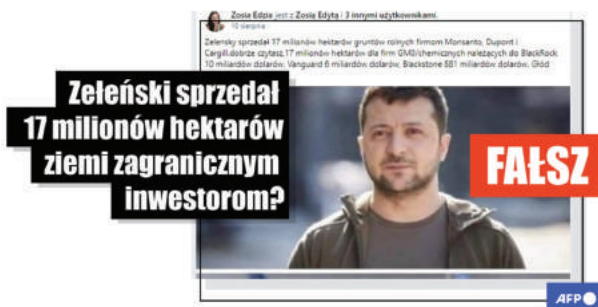 Zosia Edzia jest z Zosią Edytą i 3 innymi użytkownikami.
10 sierpnia
Zelensky sprzedał 17 milionów hektarów gruntów rolnych firmom Monsanto, Dupont i
Cargill.dobrze czytasz,17 milionów hektarów dla firm GMO/chemicznych należących do BlackRock
10 miliardów dolarów. Vanguard 6 miliardów dolarów, Blackstone 881 miliardów dolarów. Głód
Zełeński sprzedał
17 milionów hektarów
ziemi zagranicznym
inwestorom?
FAŁSZ
AFP